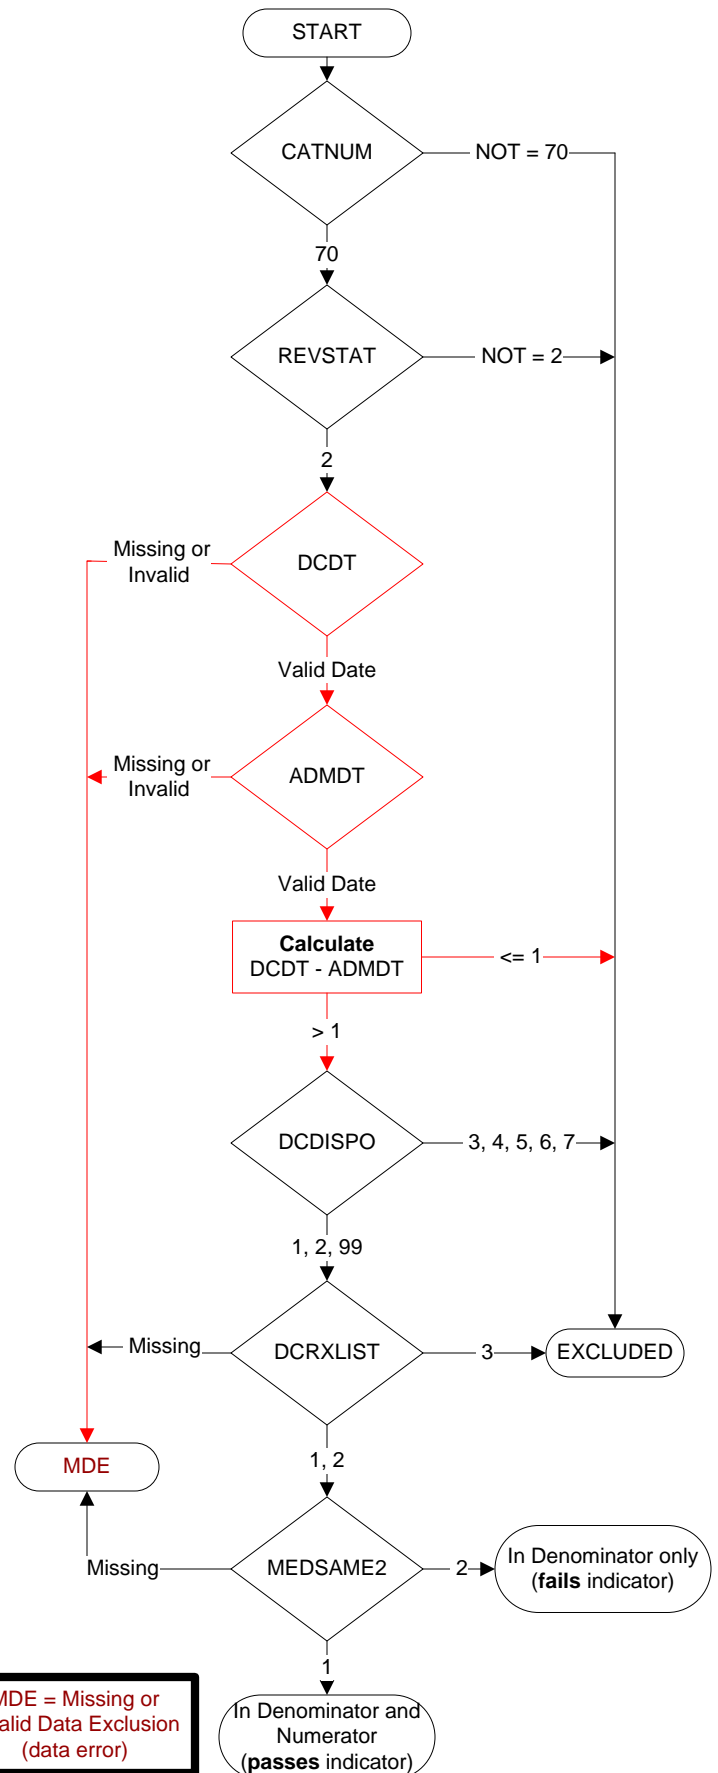 START
CATNUM
NOT = 70
70
REVSTAT
NOT = 2
2
Missing or
Invalid
DCDT
Valid Date
Missing or
Invalid
ADMDT
Valid Date
Calculate
DCDT - ADMDT
<= 1
> 1
DCDISPO
3, 4, 5, 6, 7
1, 2, 99
Missing
DCRXLIST
3
EXCLUDED
1, 2
MDE
Missing
MEDSAME2
2
In Denominator only
(fails indicator)
1
In Denominator and
Numerator
(passes indicator)
MDE = Missing or
alid Data Exclusion
(data error)